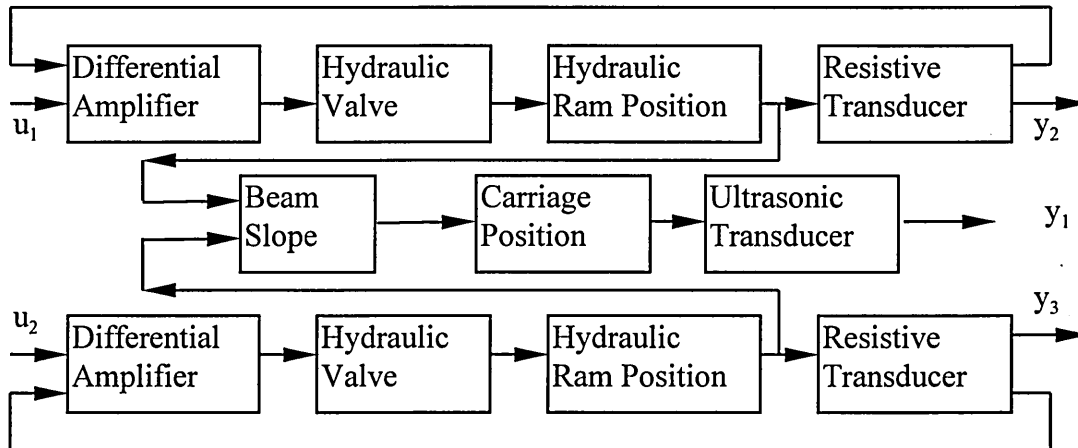 Differential
Amplifier
Hydraulic
Valve
Hydraulic
Ram Position
Resistive
Transducer
u₁
y₂
Beam
Slope
Carriage
Position
Ultrasonic
Transducer
y₁
u₂
Differential
Amplifier
Hydraulic
Valve
Hydraulic
Ram Position
Resistive
Transducer
y₃